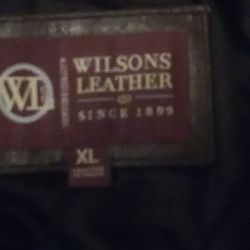 WL
WILSONS
LEATHER
SINCE 1899
XL